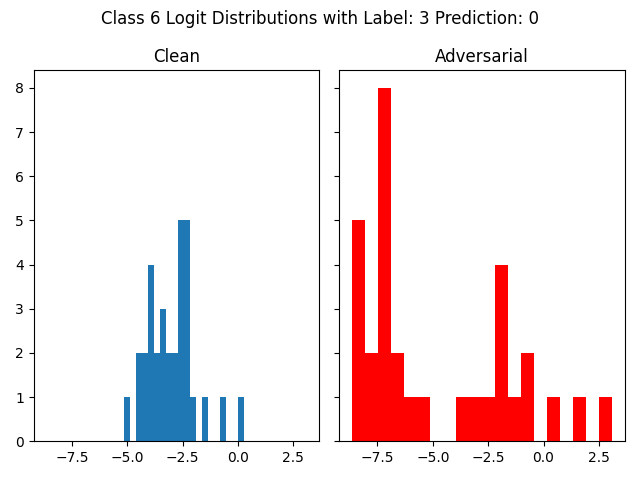 Class 6 Logit Distributions with Label: 3 Prediction: 0
Clean
Adversarial
8
7
6
5
4
3
2
1
0
−7.5 −5.0 −2.5 0.0 2.5
−7.5 −5.0 −2.5 0.0 2.5